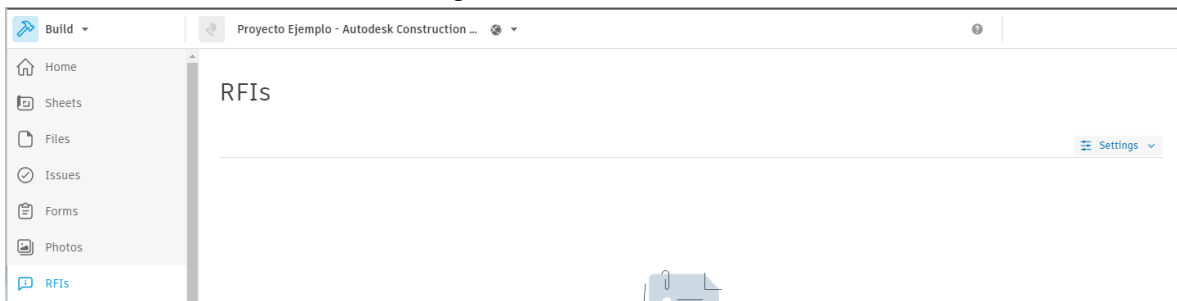 Build
Proyecto Ejemplo - Autodesk Construction ...
Home
Sheets
Files
Issues
Forms
Photos
RFIs
RFIs
Settings